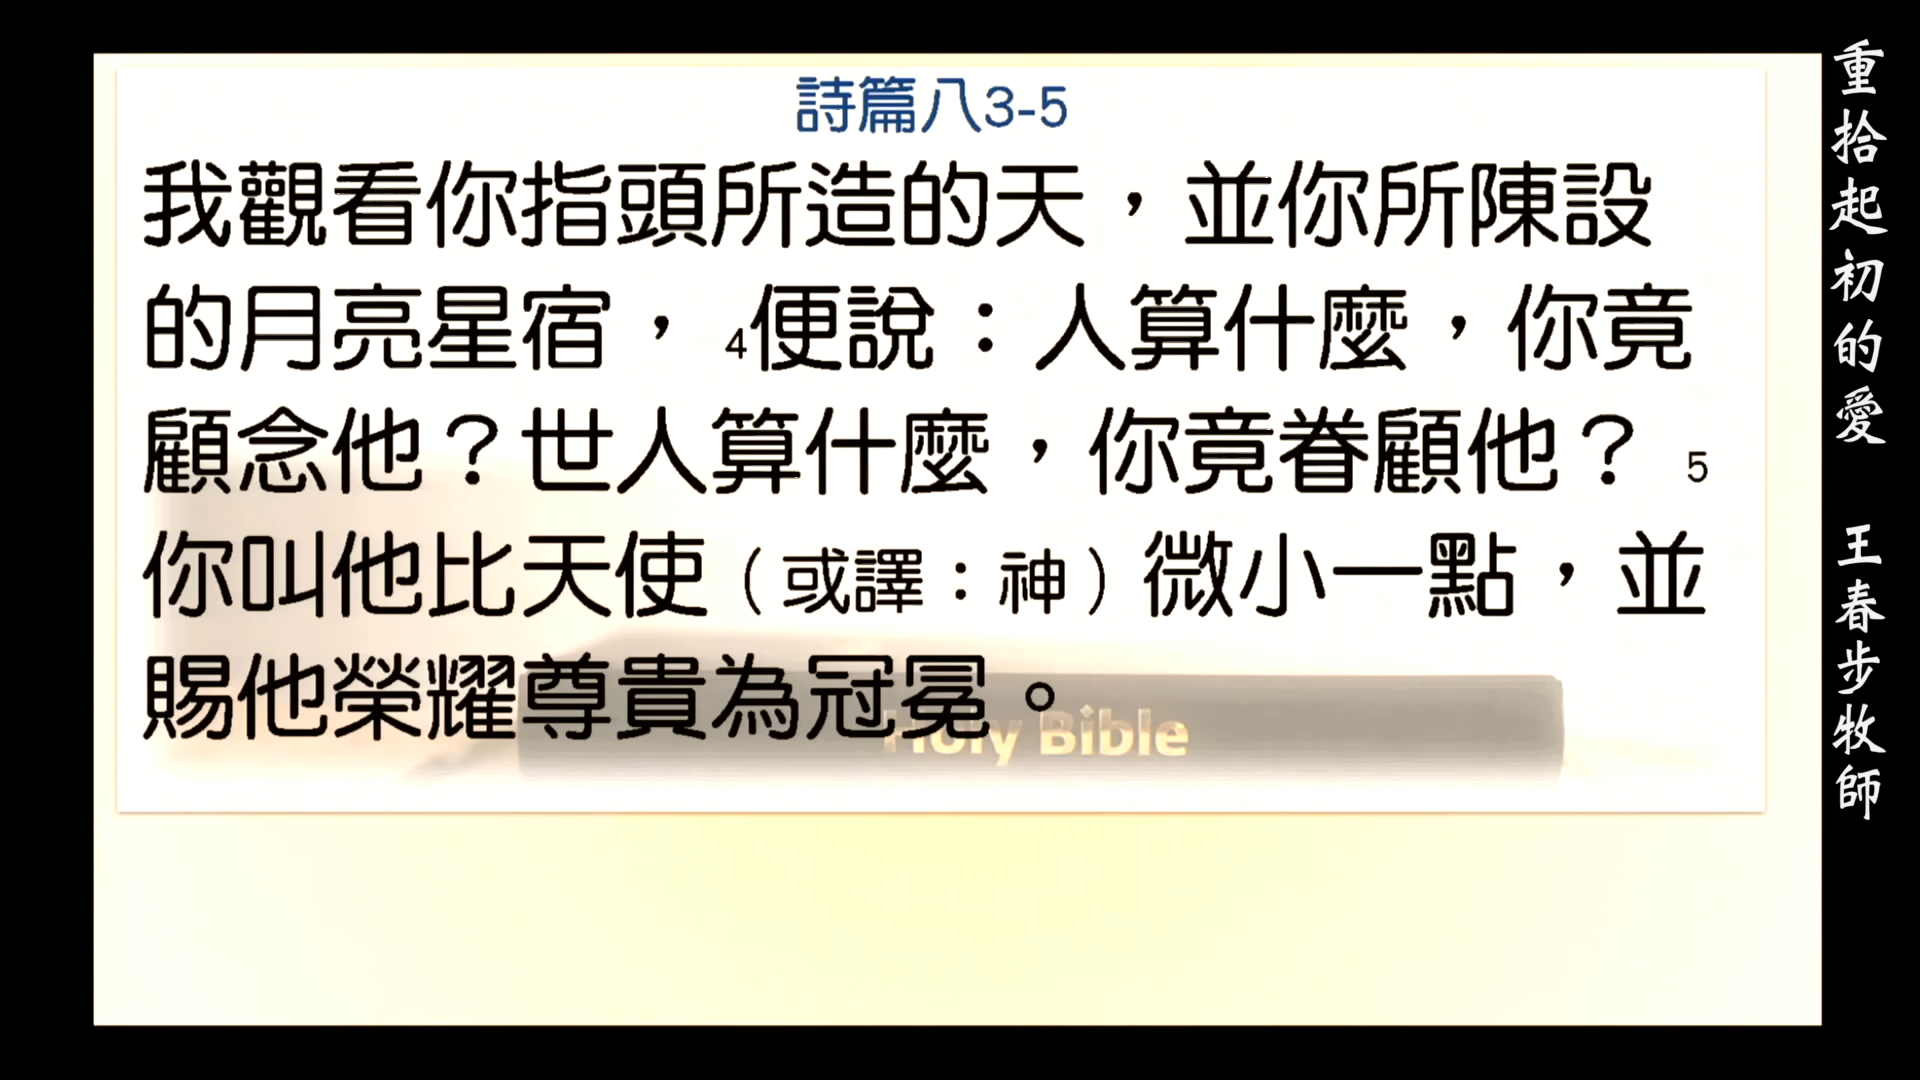 詩篇八3-5
我觀看你指頭所造的天，並你所陳設
的月亮星宿， 4便說：人算什麼，你竟
顧念他？世人算什麼，你竟眷顧他？ 5
你叫他比天使（或譯：神）微小一點，並
賜他榮耀尊貴為冠冕。
Holy Bible
重拾起初的愛 王春步牧師